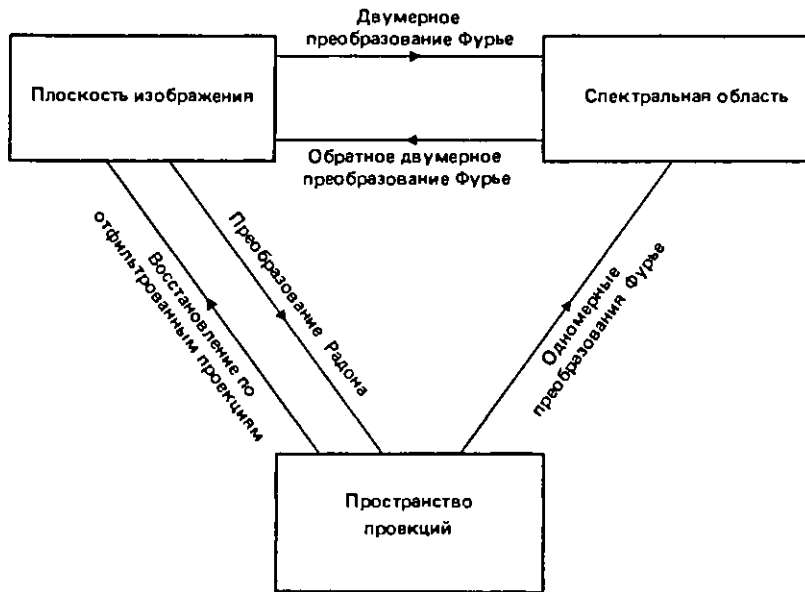 Двумерное
преобразование Фурье
Плоскость изображения
Спектральная область
Обратное двумерное
преобразование Фурье
Восстановление по
отфильтрованным проекциям
Преобразование Радона
Одномерные
преобразования Фурье
Пространство
проекций